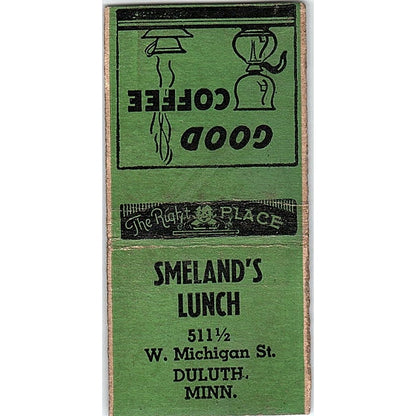 GOOD
COFFEE
The Right PLACE
SMELAND'S
LUNCH
511½
W. Michigan St.
DULUTH,
MINN.